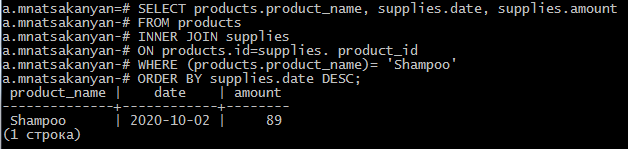 a.mnatsakanyan=# SELECT products.product_name, supplies.date, supplies.amount
a.mnatsakanyan-# FROM products
a.mnatsakanyan-# INNER JOIN supplies
a.mnatsakanyan-# ON products.id=supplies. product_id
a.mnatsakanyan-# WHERE (products.product_name)= 'Shampoo'
a.mnatsakanyan-# ORDER BY supplies.date DESC;
 product_name |    date    | amount
--------------+------------+--------
 Shampoo      | 2020-10-02 |     89
(1 строка)